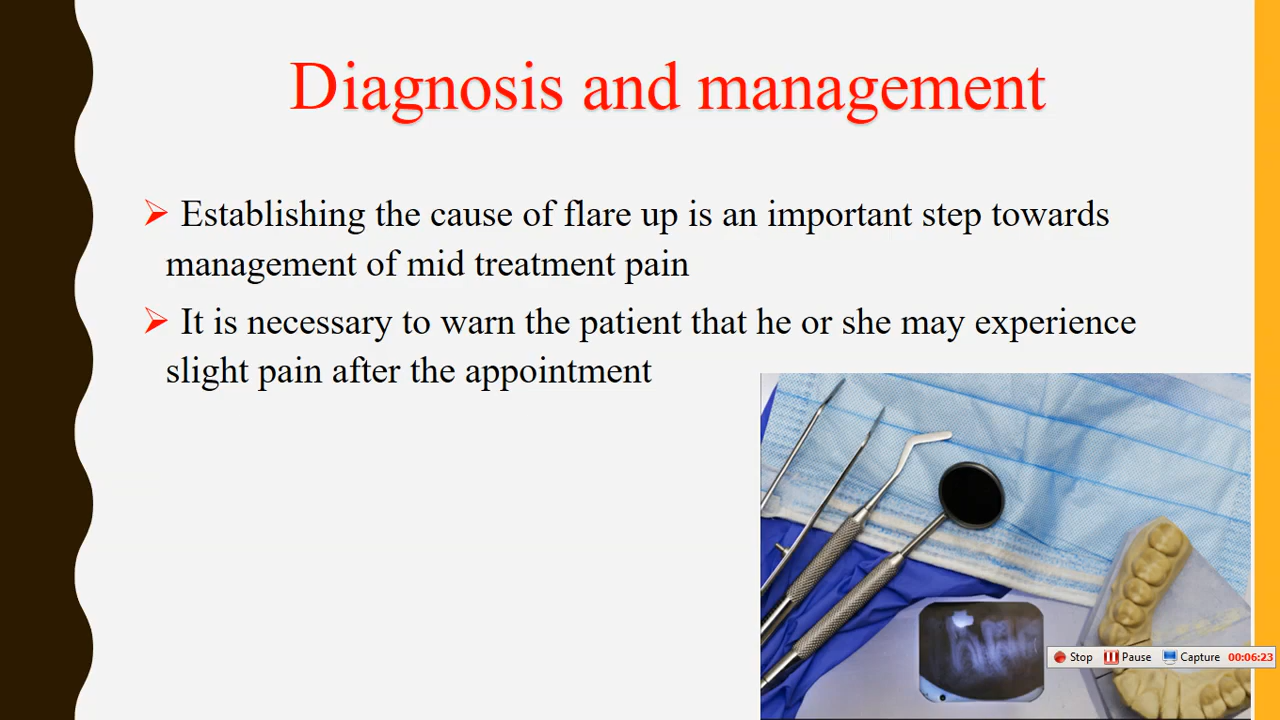 Diagnosis and management
Establishing the cause of flare up is an important step towards
management of mid treatment pain
It is necessary to warn the patient that he or she may experience
slight pain after the appointment
Stop Pause Capture 00:06:23